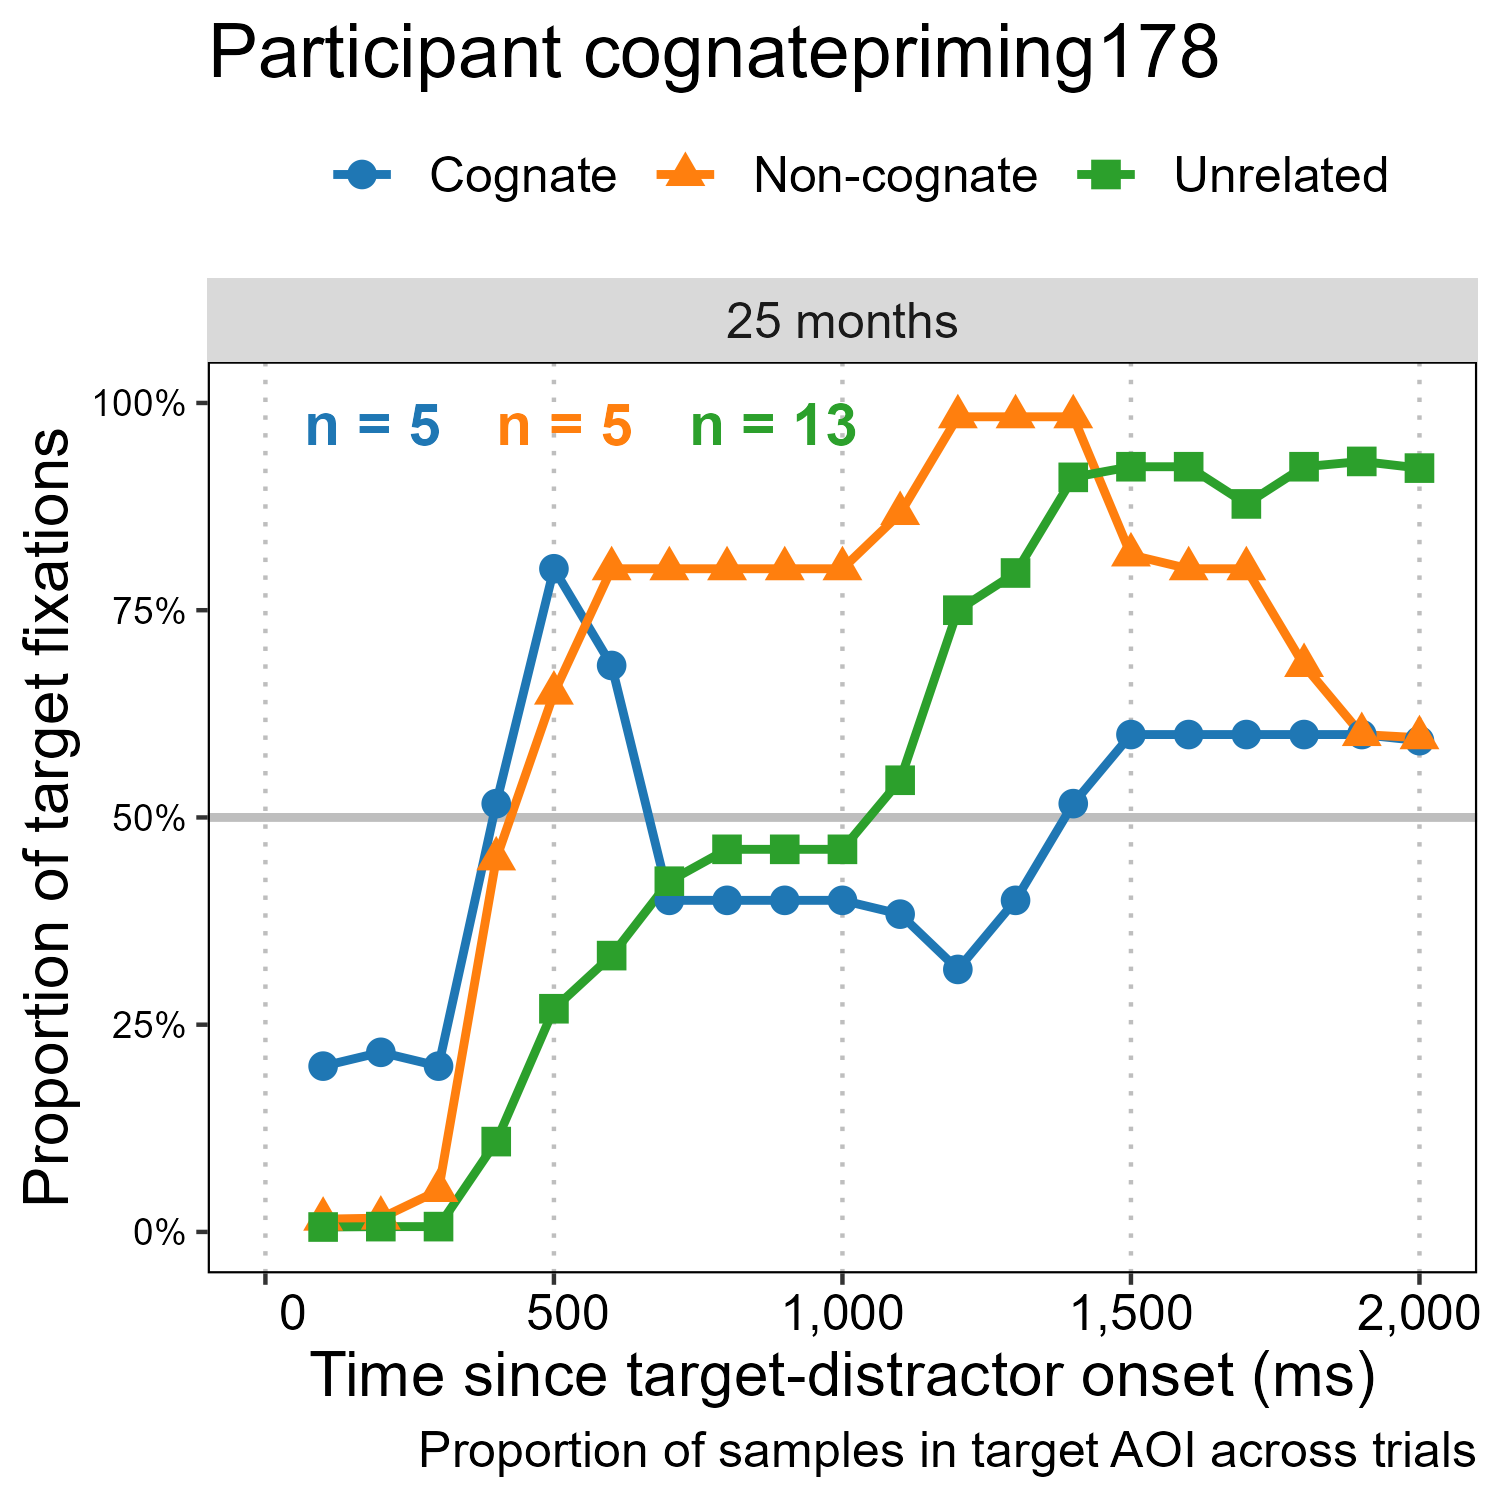 Participant cognatepriming178
Cognate Non-cognate Unrelated
25 months
n = 5 n = 5 n = 13
100%
75%
50%
25%
0%
Proportion of target fixations
0 500 1,000 1,500 2,000
Time since target-distractor onset (ms)
Proportion of samples in target AOI across trials